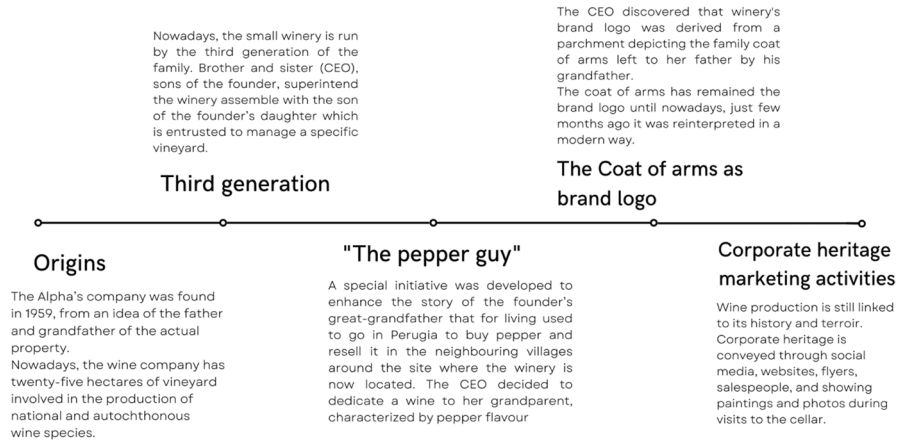 Nowadays, the small winery is run
by the third generation of the
family. Brother and sister (CEO),
sons of the founder, superintend
the winery assemble with the son
of the founder's daughter which
is entrusted to manage a specific
vineyard.
Third generation
The CEO discovered that winery's
brand logo was derived from a
parchment depicting the family coat
of arms left to her father by his
grandfather.
The coat of arms has remained the
brand logo until nowadays, just few
months ago it was reinterpreted in a
modern way.
The Coat of arms as
brand logo
Origins
The Alpha's company was found
in 1959, from an idea of the father
and grandfather of the actual
property.
Nowadays, the wine company has
twenty-five hectares of vineyard
involved in the production of
national and autochthonous
wine species.
"The pepper guy"
A special initiative was developed to
enhance the story of the founder's
great-grandfather that for living used
to go in Perugia to buy pepper and
resell it in the neighbouring villages
around the site where the winery is
now located. The CEO decided to
dedicate a wine to her grandparent,
characterized by pepper flavour
Corporate heritage
marketing activities
Wine production is still linked
to its history and terroir.
Corporate heritage is
conveyed through social
media, websites, flyers,
salespeople, and showing
paintings and photos during
visits to the cellar.